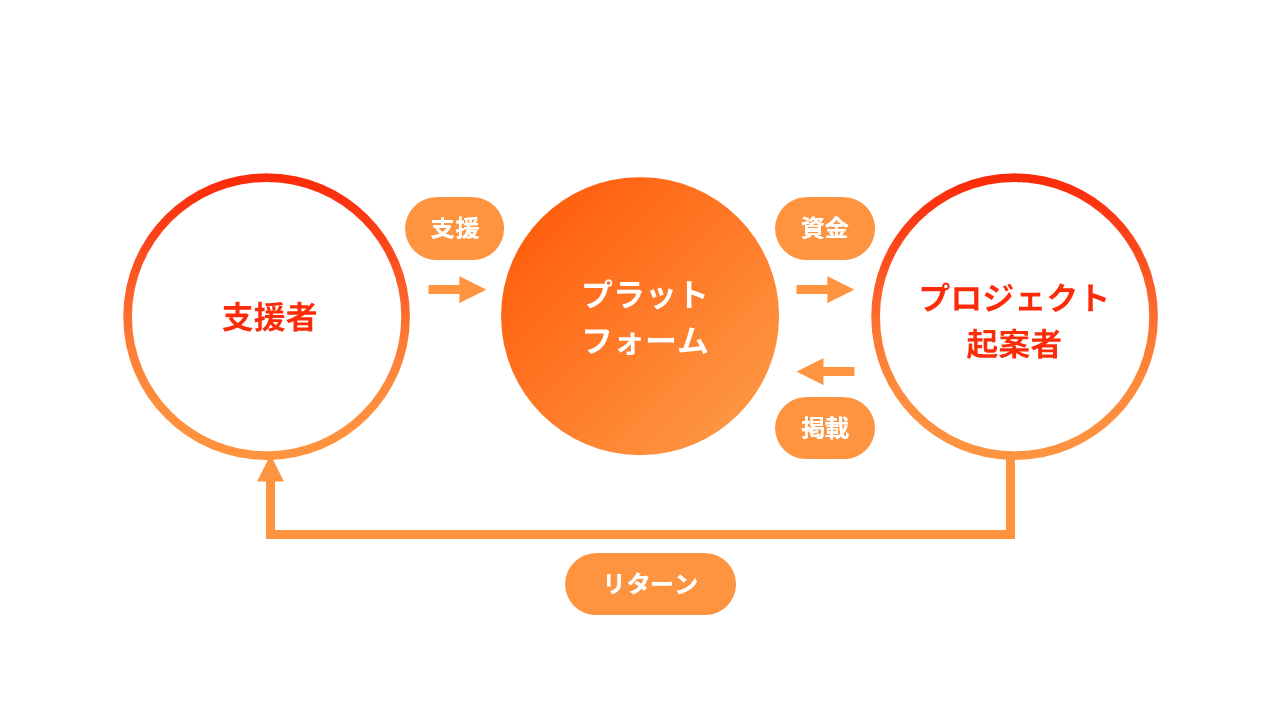 支援
資金
支援者
プラット
フォーム
プロジェクト
起案者
掲載
リターン